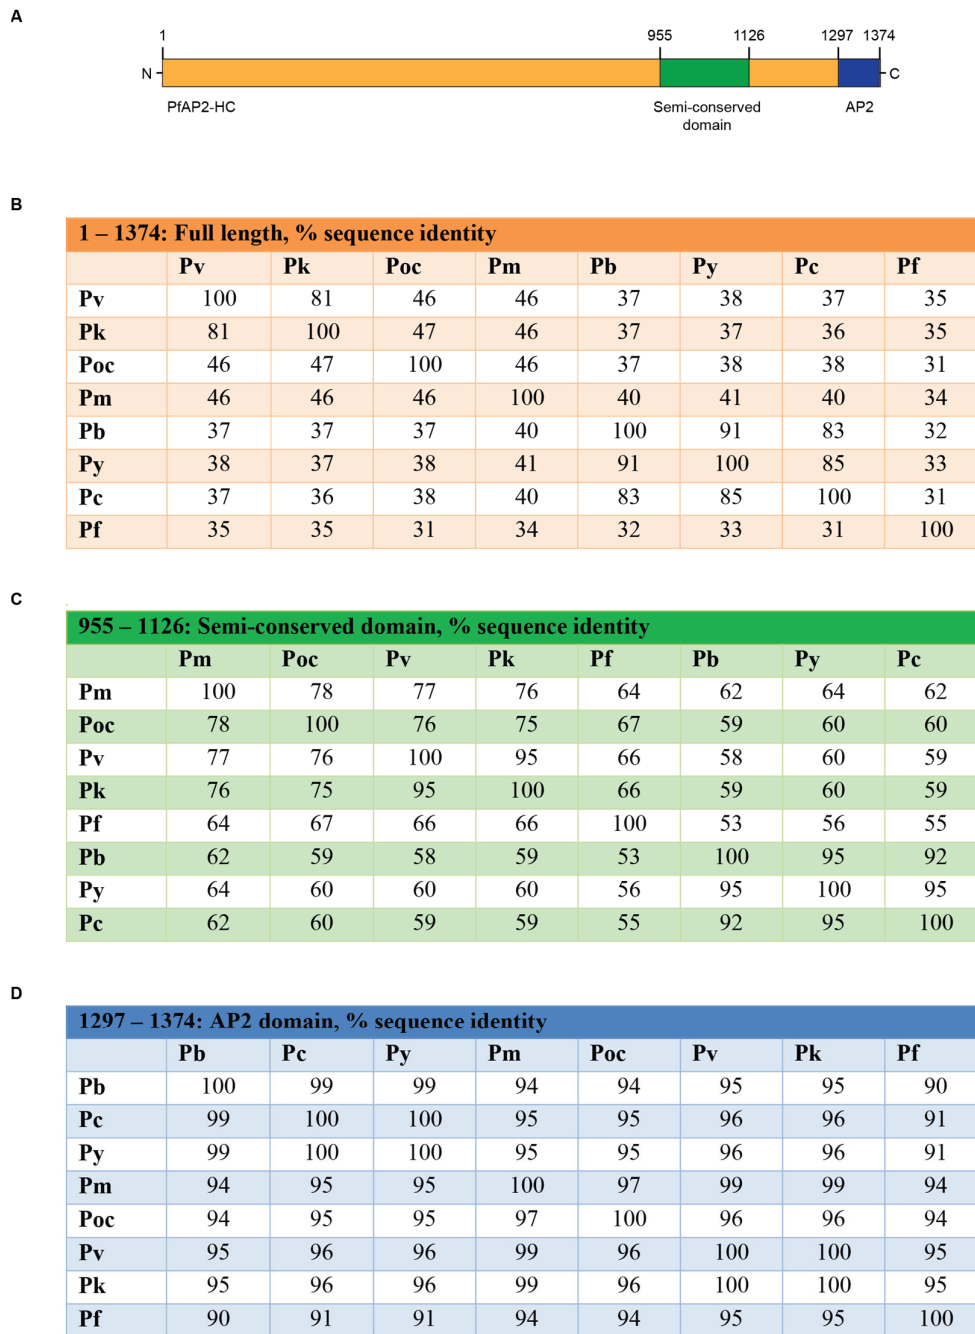 A
1 955 1126 1297 1374
N C
PfAP2-HC Semi-conserved AP2
domain
B
1 – 1374: Full length, % sequence identity
Pv Pk Poc Pm Pb Py Pc Pf
Pv 100 81 46 46 37 38 37 35
Pk 81 100 47 46 37 37 36 35
Poc 46 47 100 46 37 38 38 31
Pm 46 46 46 100 40 41 40 34
Pb 37 37 37 40 100 91 83 32
Py 38 37 38 41 91 100 85 33
Pc 37 36 38 40 83 85 100 31
Pf 35 35 31 34 32 33 31 100
C
955 – 1126: Semi-conserved domain, % sequence identity
Pm Poc Pv Pk Pf Pb Py Pc
Pm 100 78 77 76 64 62 64 62
Poc 78 100 76 75 67 59 60 60
Pv 77 76 100 95 66 58 60 59
Pk 76 75 95 100 66 59 60 59
Pf 64 67 66 66 100 53 56 55
Pb 62 59 58 59 53 100 95 92
Py 64 60 60 60 56 95 100 95
Pc 62 60 59 59 55 92 95 100
D
1297 – 1374: AP2 domain, % sequence identity
Pb Pc Py Pm Poc Pv Pk Pf
Pb 100 99 99 94 94 95 95 90
Pc 99 100 100 95 95 96 96 91
Py 99 100 100 95 95 96 96 91
Pm 94 95 95 100 97 99 99 94
Poc 94 95 95 97 100 96 96 94
Pv 95 96 96 99 96 100 100 95
Pk 95 96 96 99 96 100 100 95
Pf 90 91 91 94 94 95 95 100